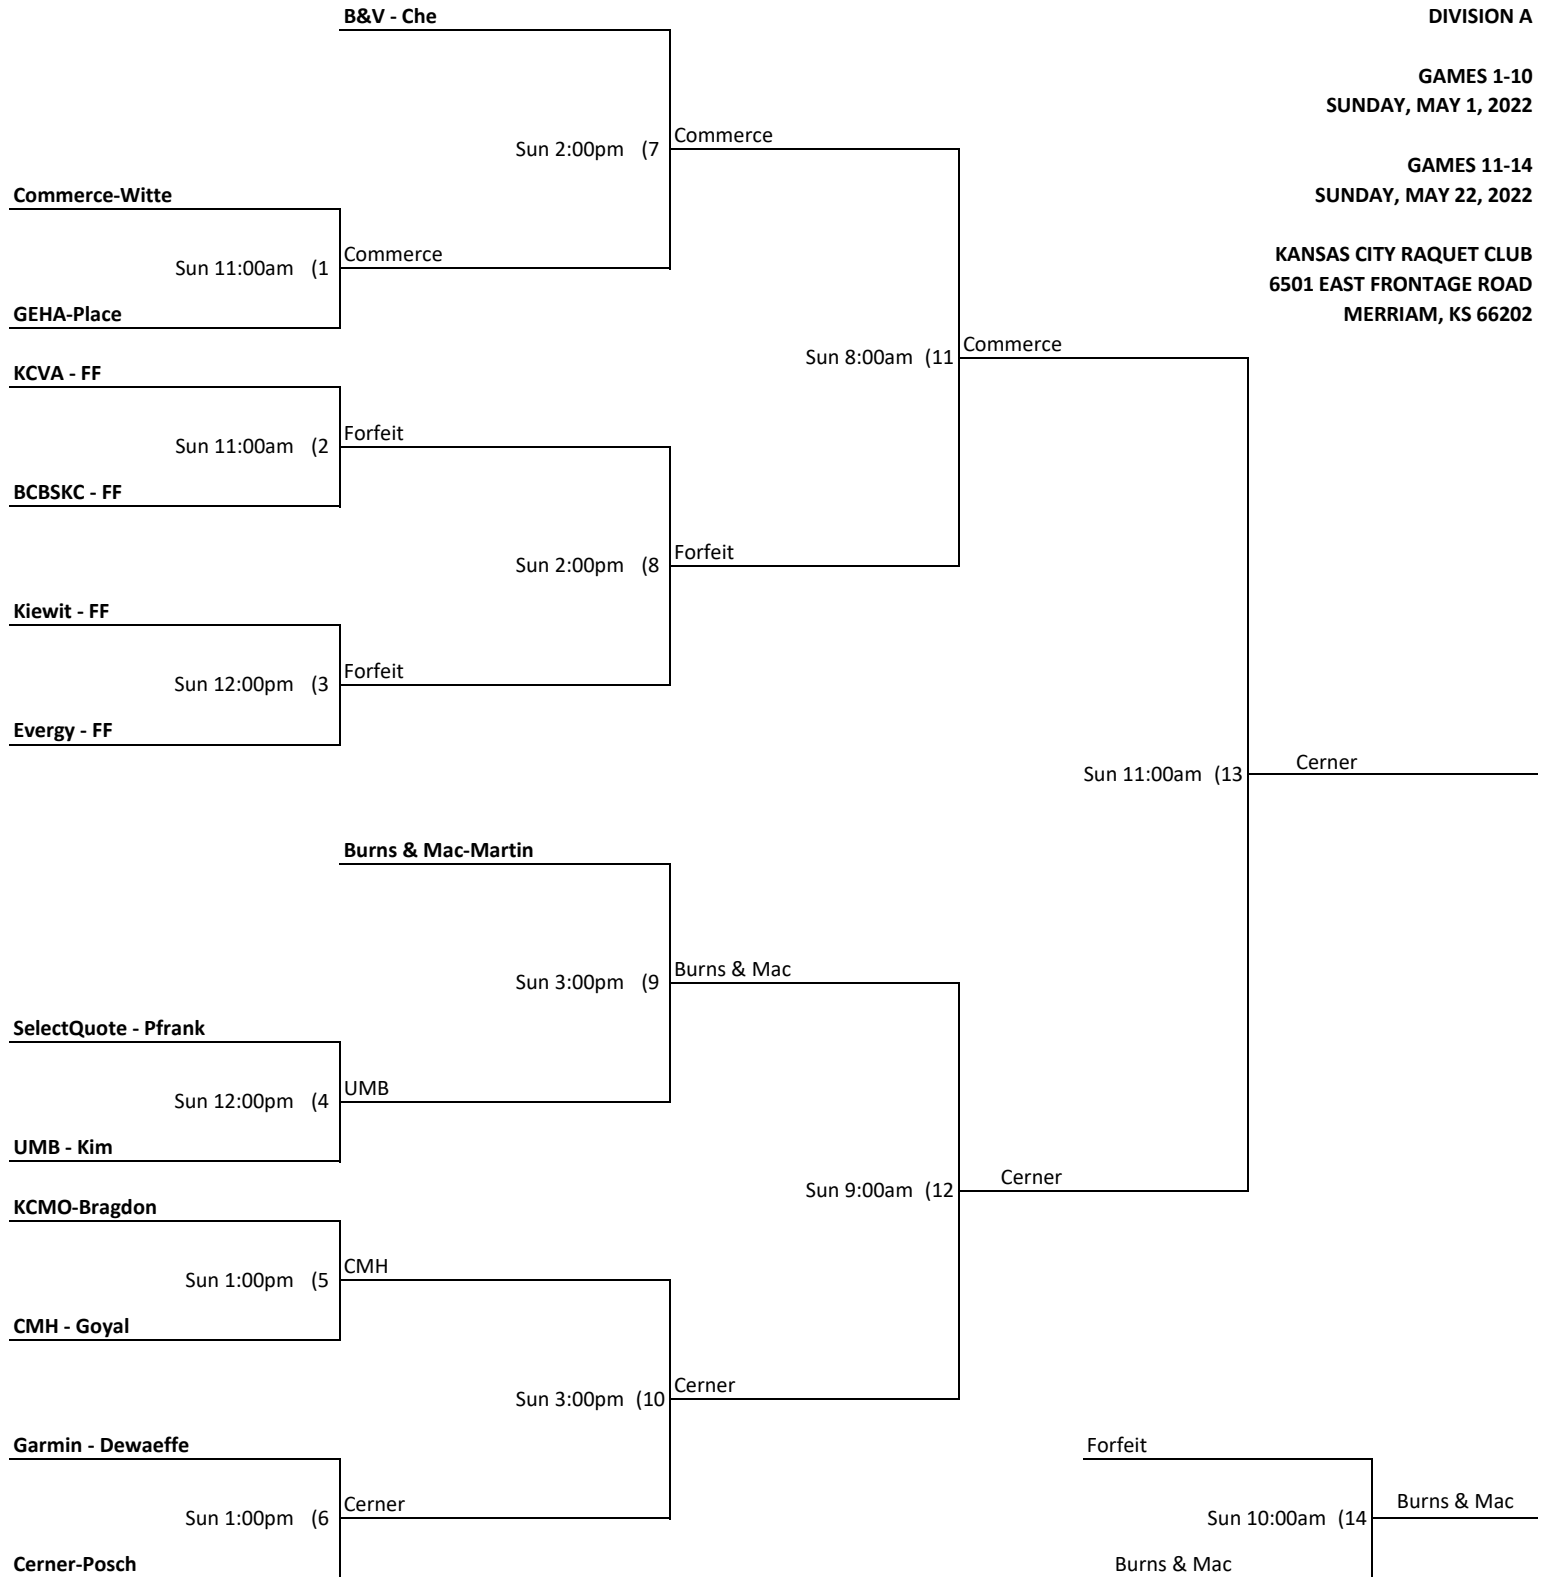 B&V - Che
DIVISION A
GAMES 1-10
SUNDAY, MAY 1, 2022
Sun 2:00pm (7
Commerce
GAMES 11-14
SUNDAY, MAY 22, 2022
Commerce-Witte
Sun 11:00am (1
Commerce
KANSAS CITY RAQUET CLUB
6501 EAST FRONTAGE ROAD
MERRIAM, KS 66202
GEHA-Place
Sun 8:00am (11
Commerce
KCVA - FF
Sun 11:00am (2
Forfeit
BCBSKC - FF
Sun 2:00pm (8
Forfeit
Kiewit - FF
Sun 12:00pm (3
Forfeit
Evergy - FF
Sun 11:00am (13
Cerner
Burns & Mac-Martin
Sun 3:00pm (9
Burns & Mac
SelectQuote - Pfrank
Sun 12:00pm (4
UMB
UMB - Kim
Sun 9:00am (12
Cerner
KCMO-Bragdon
Sun 1:00pm (5
CMH
CMH - Goyal
Sun 3:00pm (10
Cerner
Garmin - Dewaeffe
Forfeit
Sun 1:00pm (6
Cerner
Sun 10:00am (14
Burns & Mac
Cerner-Posch
Burns & Mac